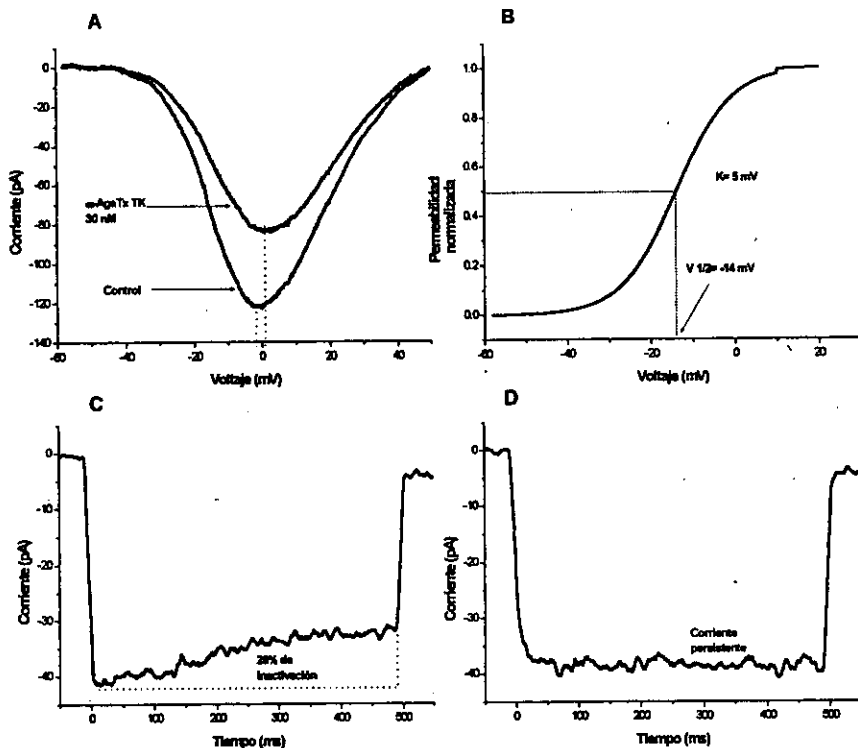 A
0
-20
-40
-60
-80
-100
-120
-140
Corriente (pA)
ω-AgaTx TK
30 nM
Control
-60
-40
-20
0
20
40
Voltaje (mV)
B
1.0
0.8
0.6
0.4
0.2
0.0
Permeabilidad
normalizada
K= 5 mV
V 1/2= -14 mV
-60
-40
-20
0
20
Voltaje (mV)
C
0
-10
-20
-30
-40
Corriente (pA)
de
inactivación
0
100
200
300
400
500
Tiempo (ms)
D
0
-10
-20
-30
-40
Corriente (pA)
Corriente
persistente
0
100
200
300
400
500
Tiempo (ms)